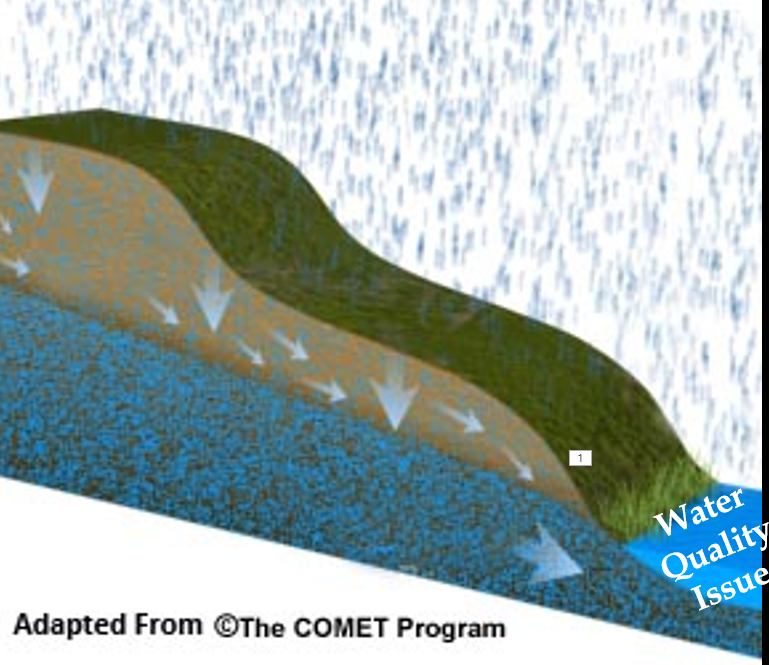 1
Water
Quality
Issue
Adapted From ©The COMET Program